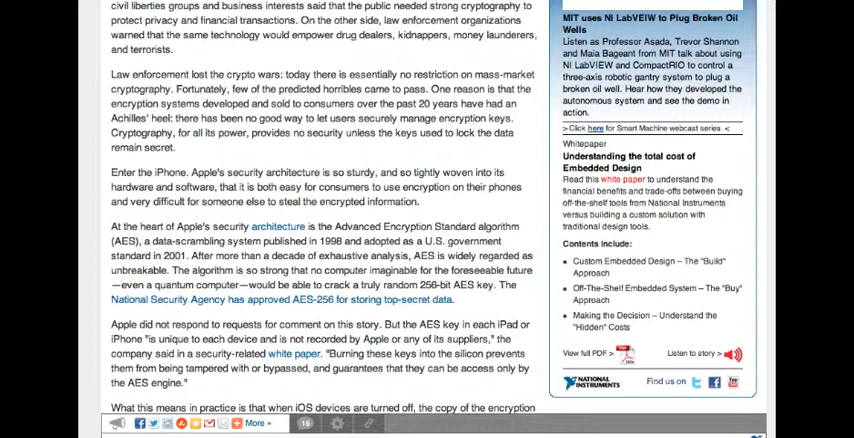 civil liberties groups and business interests said that the public needed strong cryptography to
protect privacy and financial transactions. On the other side, law enforcement organizations
warned that the same technology would empower drug dealers, kidnappers, money launderers,
and terrorists.
Law enforcement lost the crypto wars: today there is essentially no restriction on mass-market
cryptography. Fortunately, few of the predicted horribles came to pass. One reason is that the
encryption systems developed and sold to consumers over the past 20 years have had an
Achilles' heel: there has been no good way to let users securely manage encryption keys.
Cryptography, for all its power, provides no security unless the keys used to lock the data
remain secret.
Enter the iPhone. Apple's security architecture is so sturdy, and so tightly woven into its
hardware and software, that it is both easy for consumers to use encryption on their phones
and very difficult for someone else to steal the encrypted information.
At the heart of Apple's security architecture is the Advanced Encryption Standard algorithm
(AES), a data-scrambling system published in 1998 and adopted as a U.S. government
standard in 2001. After more than a decade of exhaustive analysis, AES is widely regarded as
unbreakable. The algorithm is so strong that no computer imaginable for the foreseeable future
—even a quantum computer—would be able to crack a truly random 256-bit AES key. The
National Security Agency has approved AES-256 for storing top-secret data.
Apple did not respond to requests for comment on this story. But the AES key in each iPad or
iPhone "is unique to each device and is not recorded by Apple or any of its suppliers," the
company said in a security-related white paper. "Burning these keys into the silicon prevents
them from being tampered with or bypassed, and guarantees that they can be access only by
the AES engine."
What this means in practice is that when iOS devices are turned off, the copy of the encryption
MIT uses NI LabVEIW to Plug Broken Oil
Wells
Listen as Professor Asada, Trevor Shannon
and Maia Bageant from MIT talk about using
NI LabVIEW and CompactRIO to control a
three-axis robotic gantry system to plug a
broken oil well. Hear how they developed the
autonomous system and see the demo in
action.
> Click here for Smart Machine webcast series. <
Whitepaper
Understanding the total cost of
Embedded Design
Read this white paper to understand the
financial benefits and trade-offs between buying
off-the-shelf tools from National Instruments
versus building a custom solution with
traditional design tools.
Contents include:
• Custom Embedded Design – The "Build"
Approach
• Off-The-Shelf Embedded System – The "Buy"
Approach
• Making the Decision – Understand the
"Hidden" Costs
View full PDF > Listen to story >
NATIONAL
INSTRUMENTS
Find us on
More »